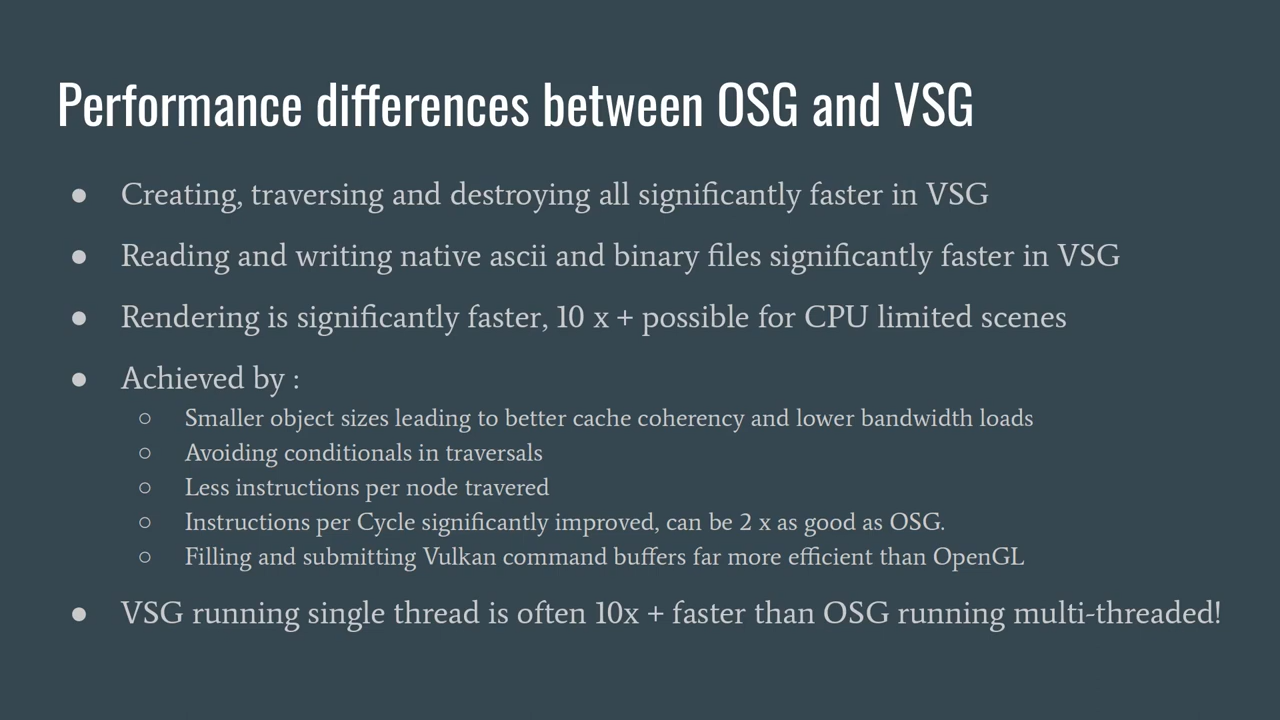 Performance differences between OSG and VSG
● Creating, traversing and destroying all significantly faster in VSG
● Reading and writing native ascii and binary files significantly faster in VSG
● Rendering is significantly faster, 10 x + possible for CPU limited scenes
● Achieved by :
○ Smaller object sizes leading to better cache coherency and lower bandwidth loads
○ Avoiding conditionals in traversals
○ Less instructions per node travered
○ Instructions per Cycle significantly improved, can be 2 x as good as OSG.
○ Filling and submitting Vulkan command buffers far more efficient than OpenGL
● VSG running single thread is often 10x + faster than OSG running multi-threaded!